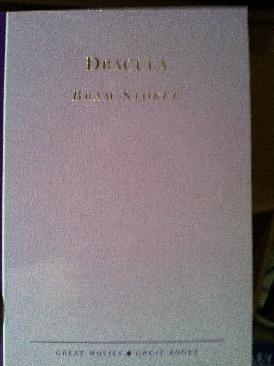 DRACULA
BRAM STOKER
GREAT MOVIES GREAT BOOKS